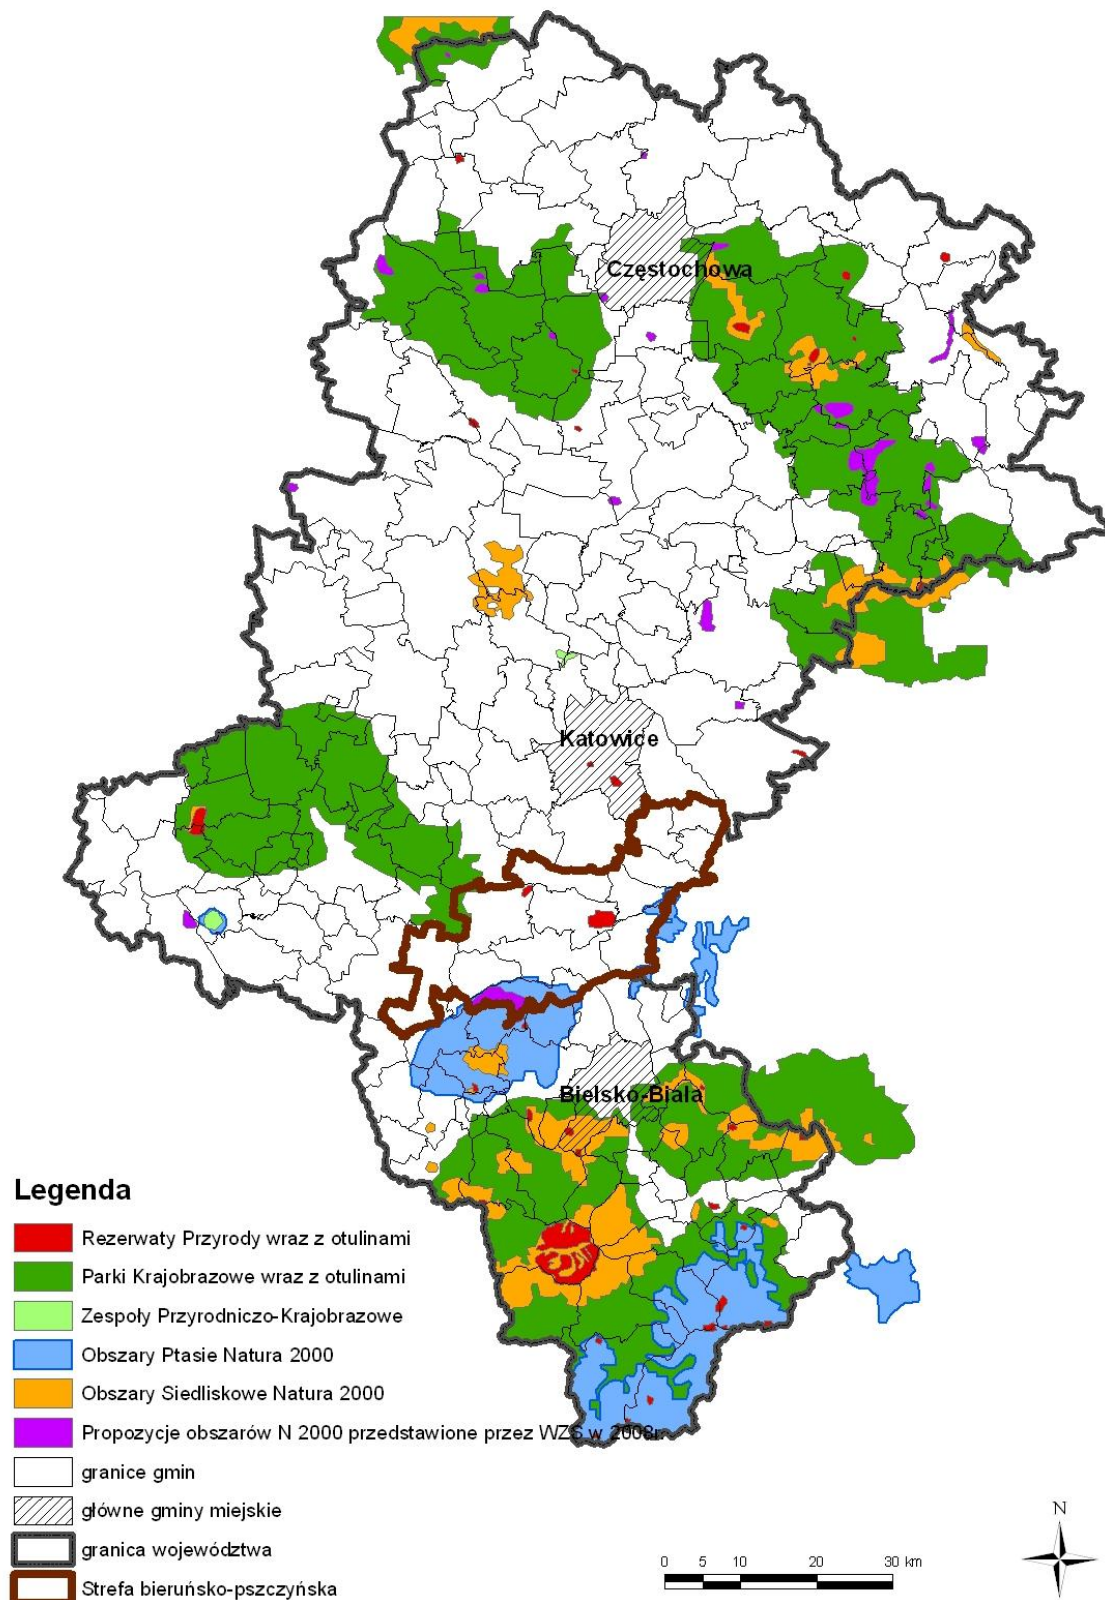 Częstochowa
Katowice
Bielsko-Biala
Legenda
Rezerwaty Przyrody wraz z otulinami
Parki Krajobrazowe wraz z otulinami
Zespoły Przyrodniczo-Krajobrazowe
Obszary Ptasie Natura 2000
Obszary Siedliskowe Natura 2000
Propozycje obszarów N 2000 przedstawione przez WZS w 2008r.
granice gmin
główne gminy miejskie
granica województwa
Strefa bieruńsko-pszczyńska
0 5 10 20 30 km
N